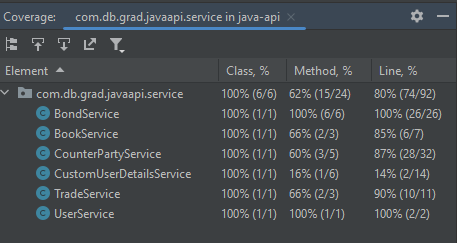 Coverage: com.db.grad.javaapi.service in java-api
Element Class, % Method, % Line, %
com.db.grad.javaapi.service 100% (6/6) 62% (15/24) 80% (74/92)
BondService 100% (1/1) 100% (6/6) 100% (26/26)
BookService 100% (1/1) 66% (2/3) 85% (6/7)
CounterPartyService 100% (1/1) 60% (3/5) 87% (28/32)
CustomUserDetailsService 100% (1/1) 16% (1/6) 14% (2/14)
TradeService 100% (1/1) 66% (2/3) 90% (10/11)
UserService 100% (1/1) 100% (1/1) 100% (2/2)